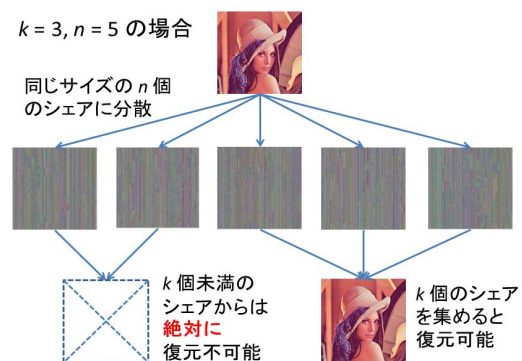 k = 3, n = 5 の場合
同じサイズの n 個
のシェアに分散
k 個未満の
シェアからは
絶対に
復元不可能
k 個のシェア
を集めると
復元可能